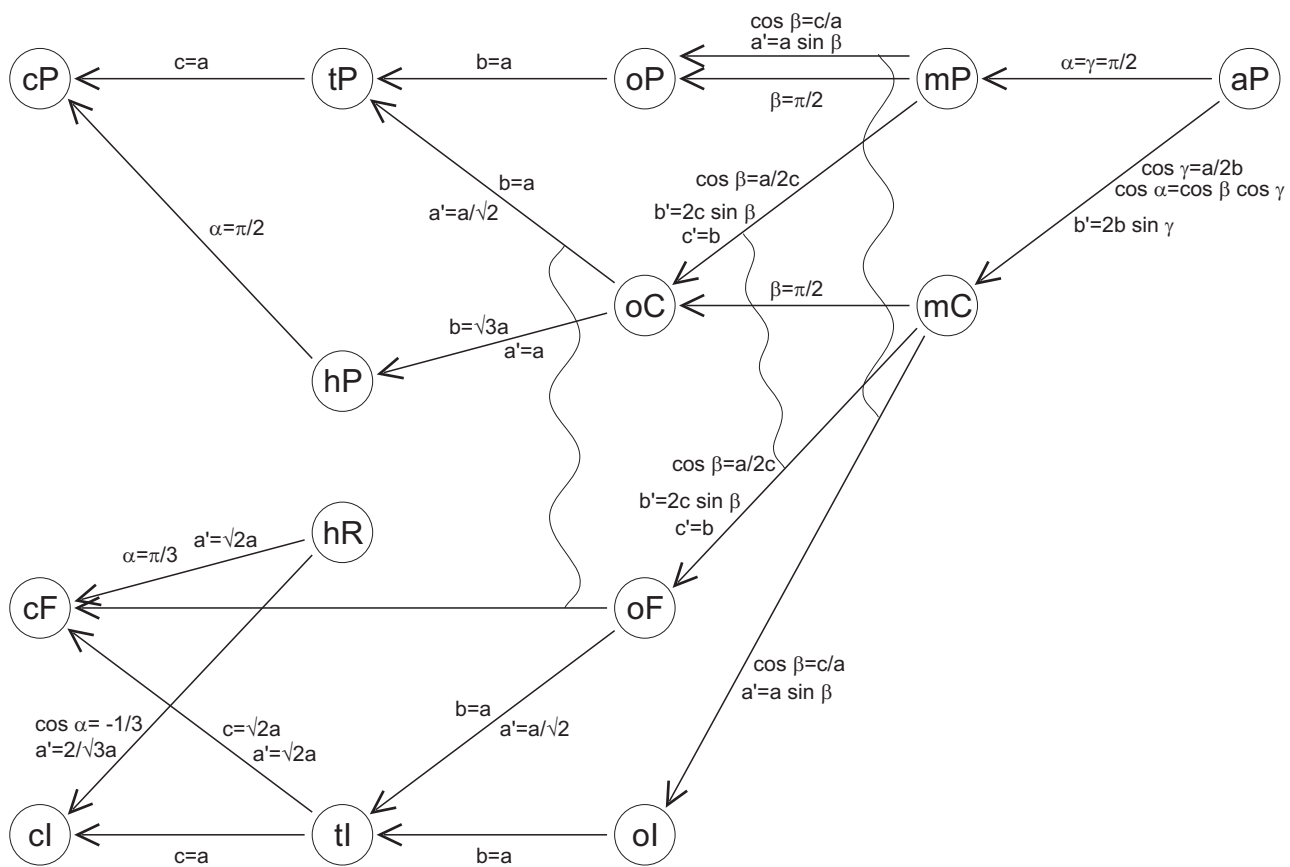 cos β=c/a
a'=a sin β
cP
c=a
tP
b=a
oP
β=π/2
mP
α=γ=π/2
aP
cos γ=a/2b
cos α=cos β cos γ
b'=2b sin γ
b=a
a'=a/√2
cos β=a/2c
b'=2c sin β
c'=b
α=π/2
oC
β=π/2
mC
b=√3a
a'=a
hP
cos β=a/2c
b'=2c sin β
c'=b
hR
a'=√2a
α=π/3
cF
oF
cos β=c/a
a'=a sin β
b=a
a'=a/√2
cos α= -1/3
a'=2/√3a
c=√2a
a'=√2a
cI
c=a
tI
b=a
oI